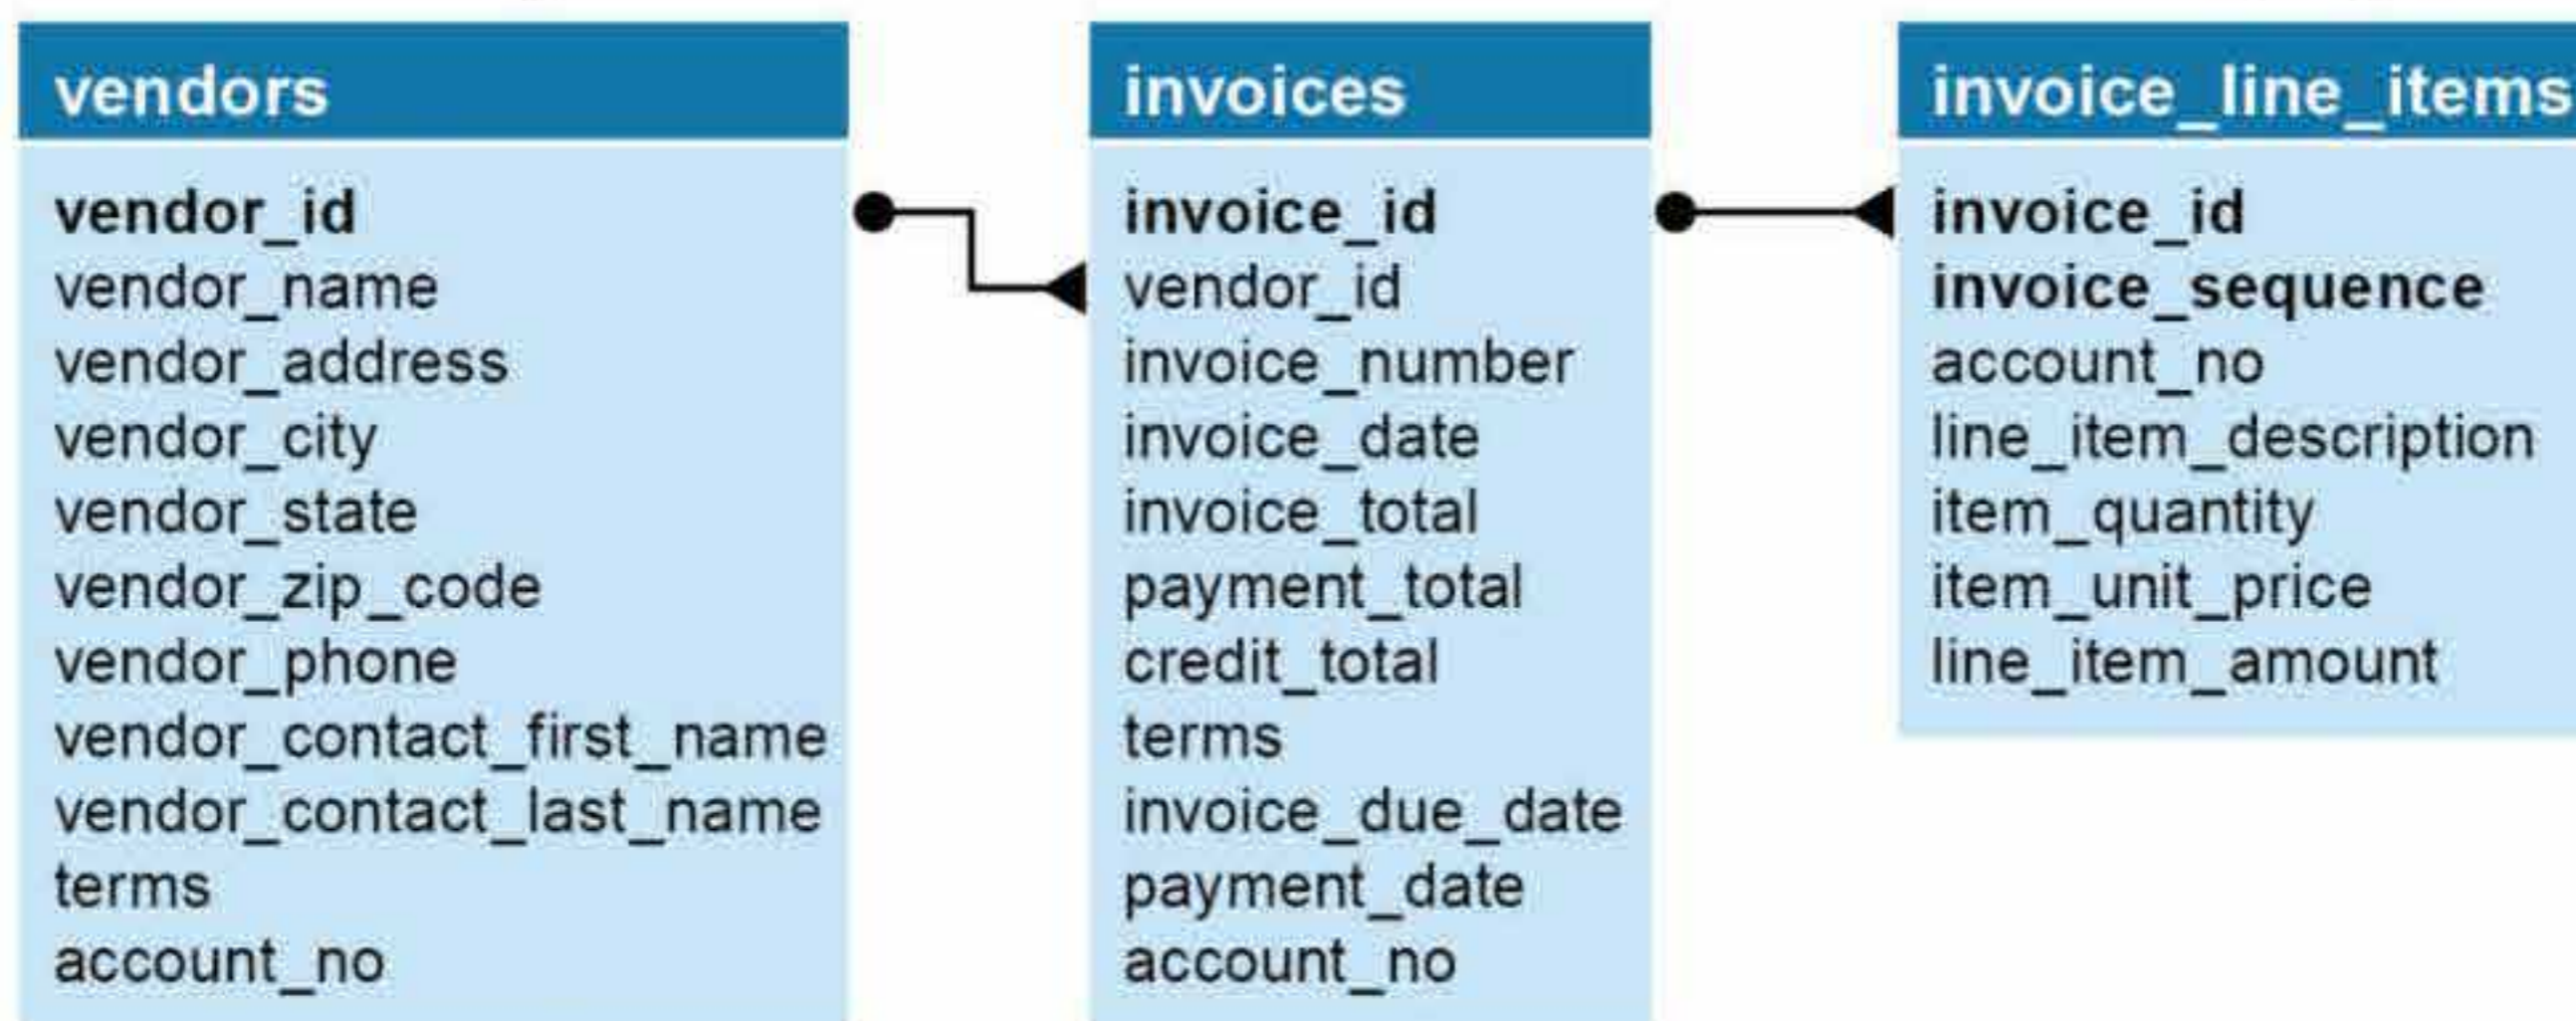 vendors
vendor_id
vendor_name
vendor_address
vendor_city
vendor_state
vendor_zip_code
vendor_phone
vendor_contact_first_name
vendor_contact_last_name
terms
account_no
invoices
invoice_id
vendor_id
invoice_number
invoice_date
invoice_total
payment_total
credit_total
terms
invoice_due_date
payment_date
account_no
invoice_line_items
invoice_id
invoice_sequence
account_no
line_item_description
item_quantity
item_unit_price
line_item_amount